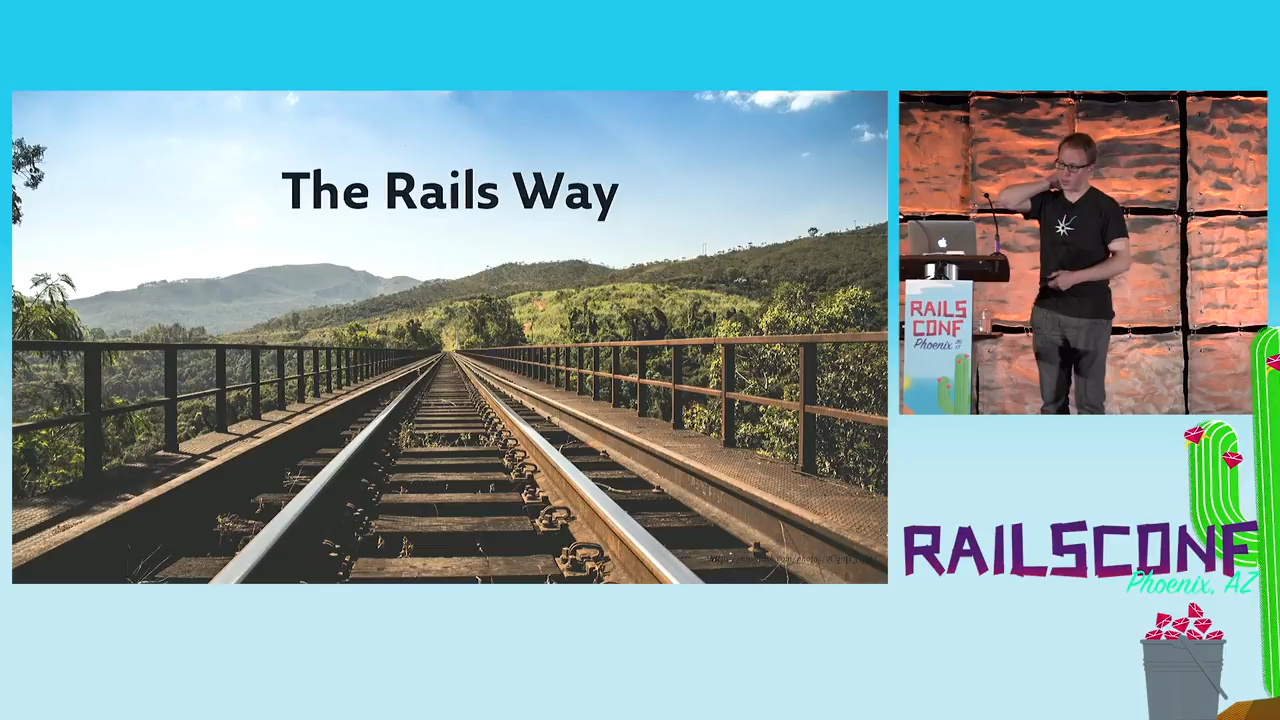 The Rails Way
RAILS
CONF
Phoenix
RAILSCONF
Phoenix, AZ